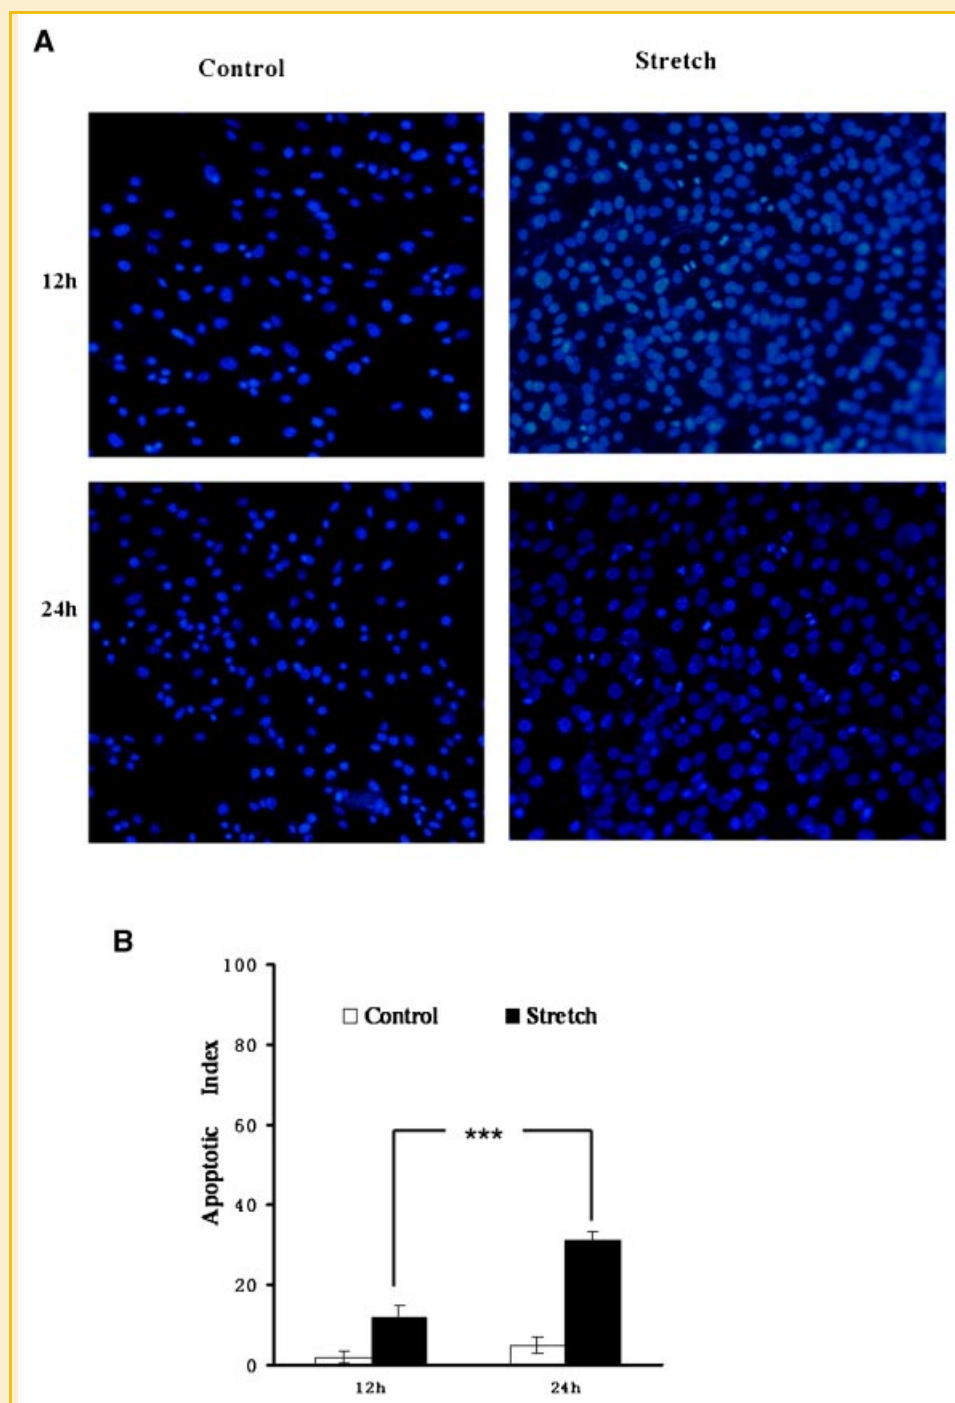 A
Control Stretch
12h
24h
B
100
Control Stretch
80
60
***
40
20
0
Apoptotic Index
12h 24h